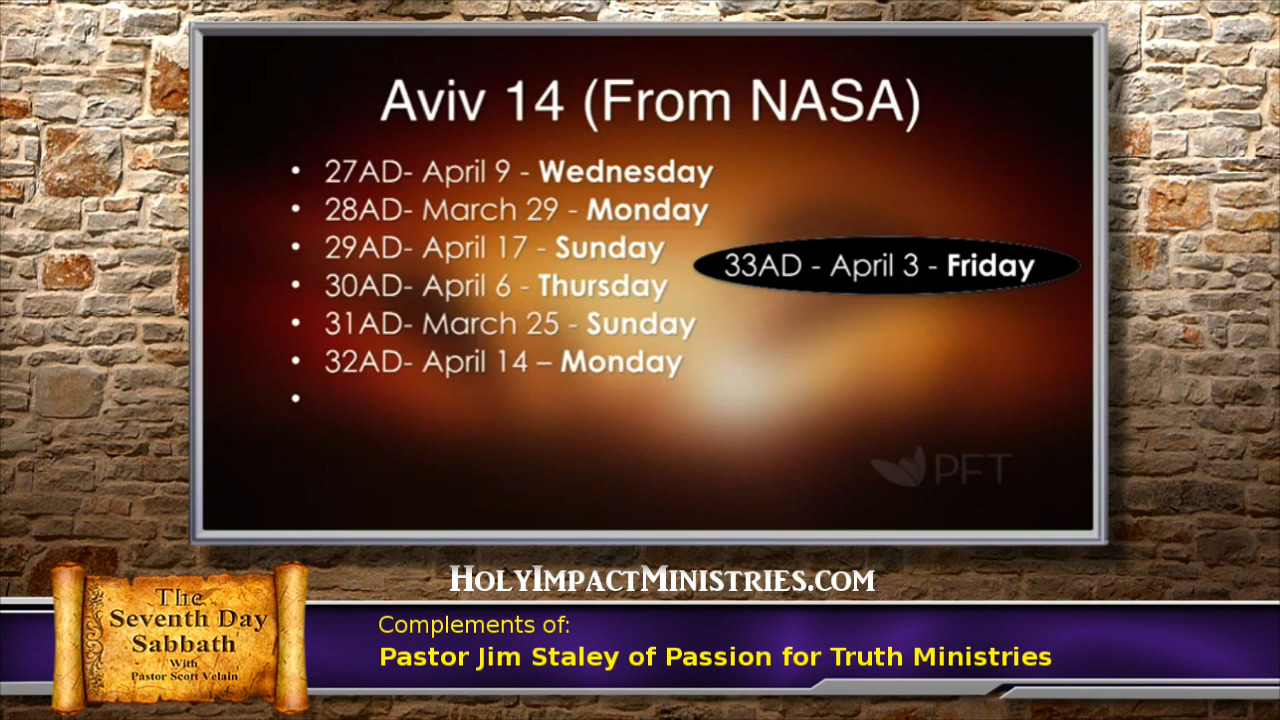 Aviv 14 (From NASA)
• 27AD- April 9 - Wednesday
• 28AD- March 29 - Monday
• 29AD- April 17 - Sunday
• 30AD- April 6 - Thursday
• 31AD- March 25 - Sunday
• 32AD- April 14 – Monday
•
33AD - April 3 - Friday
PFT
HolyImpactMinistries.com
The
Seventh Day
Sabbath
With
Pastor Scott Velain
Complements of:
Pastor Jim Staley of Passion for Truth Ministries